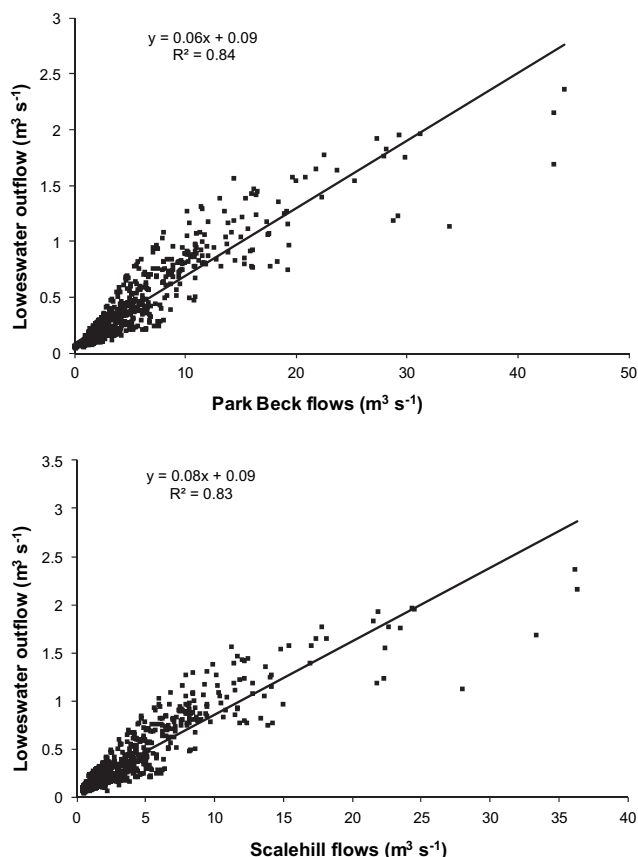 3
y = 0.06x + 0.09
R² = 0.84
2.5
2
1.5
1
0.5
0
Loweswater outflow (m³ s⁻¹)
0 10 20 30 40 50
Park Beck flows (m³ s⁻¹)
3.5
y = 0.08x + 0.09
R² = 0.83
3
2.5
2
1.5
1
0.5
0
Loweswater outflow (m³ s⁻¹)
0 5 10 15 20 25 30 35 40
Scalehill flows (m³ s⁻¹)